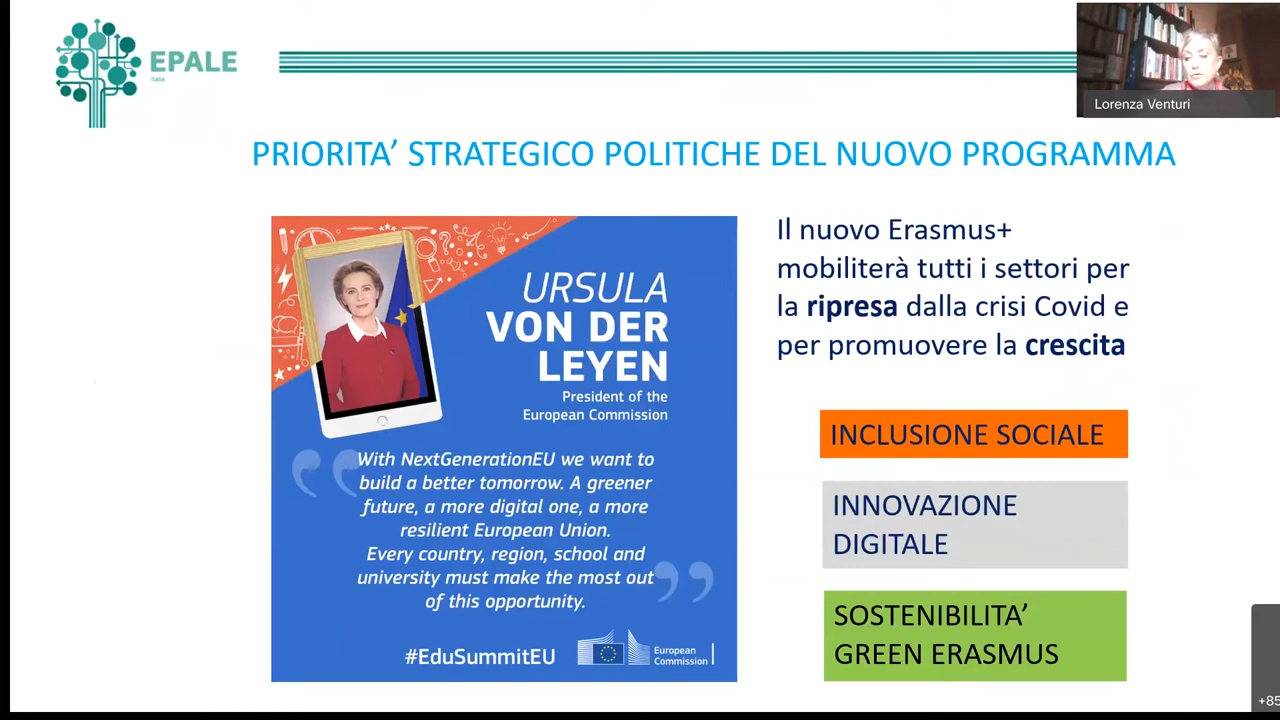 EPALE
Italia
Lorenza Venturi
PRIORITA’ STRATEGICO POLITICHE DEL NUOVO PROGRAMMA
URSULA
VON DER
LEYEN
President of the
European Commission
“With NextGenerationEU we want to
build a better tomorrow. A greener
future, a more digital one, a more
resilient European Union.
Every country, region, school and
university must make the most out
of this opportunity.”
#EduSummitEU
European
Commission
Il nuovo Erasmus+
mobiliterà tutti i settori per
la ripresa dalla crisi Covid e
per promuovere la crescita
INCLUSIONE SOCIALE
INNOVAZIONE
DIGITALE
SOSTENIBILITA’
GREEN ERASMUS
+85